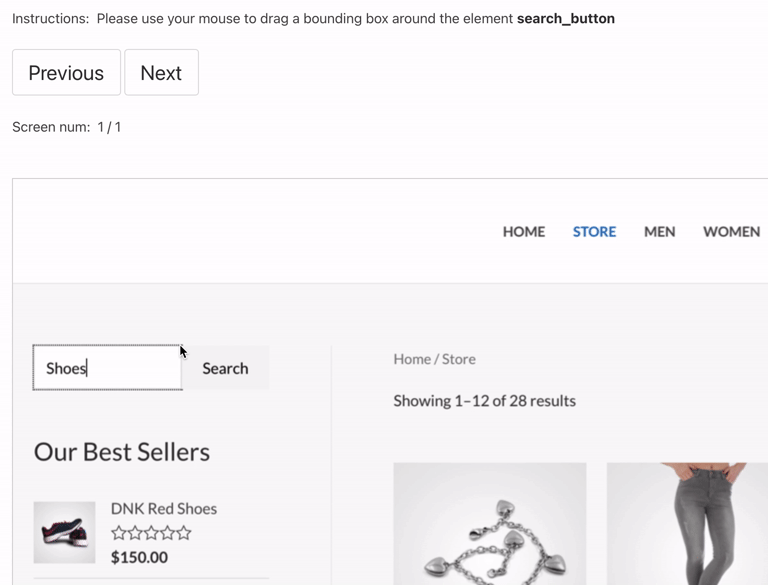 Instructions: Please use your mouse to drag a bounding box around the element search_button
Previous Next
Screen num: 1 / 1
HOME STORE MEN WOMEN
Shoes Search
Home / Store
Showing 1–12 of 28 results
Our Best Sellers
DNK Red Shoes
$150.00